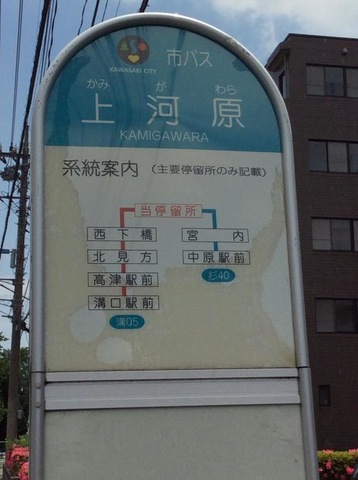 KAWASAKI CITY
市バス
かみ が わら
上河原
KAMIGAWARA
系統案内 (主要停留所のみ記載)
当停留所
西下橋 宮内
北見方 中原駅前
高津駅前 杉40
溝口駅前
溝05